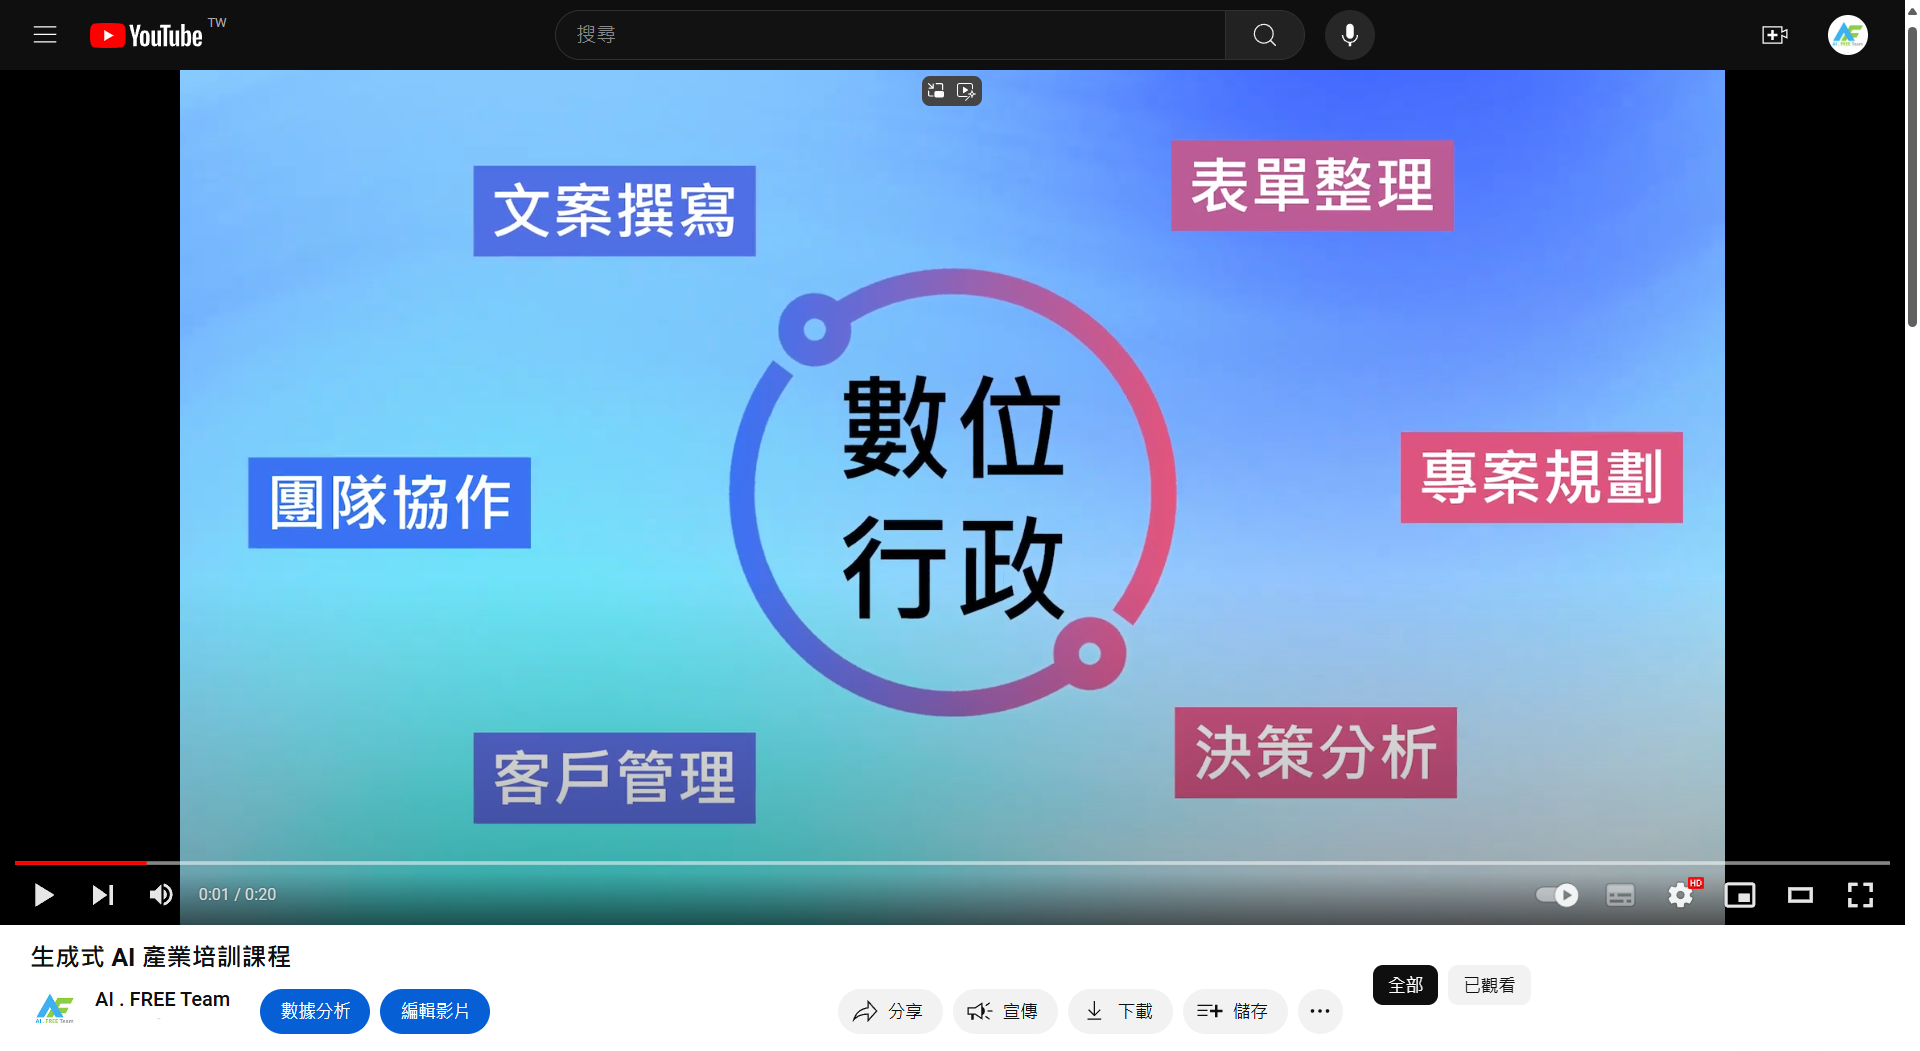 YouTube TW
搜尋
文案撰寫
表單整理
數位
行政
團隊協作
專案規劃
客戶管理
決策分析
0:01 / 0:20
HD
生成式 AI 產業培訓課程
AI . FREE Team
數據分析
編輯影片
分享
宣傳
下載
儲存
全部
已觀看